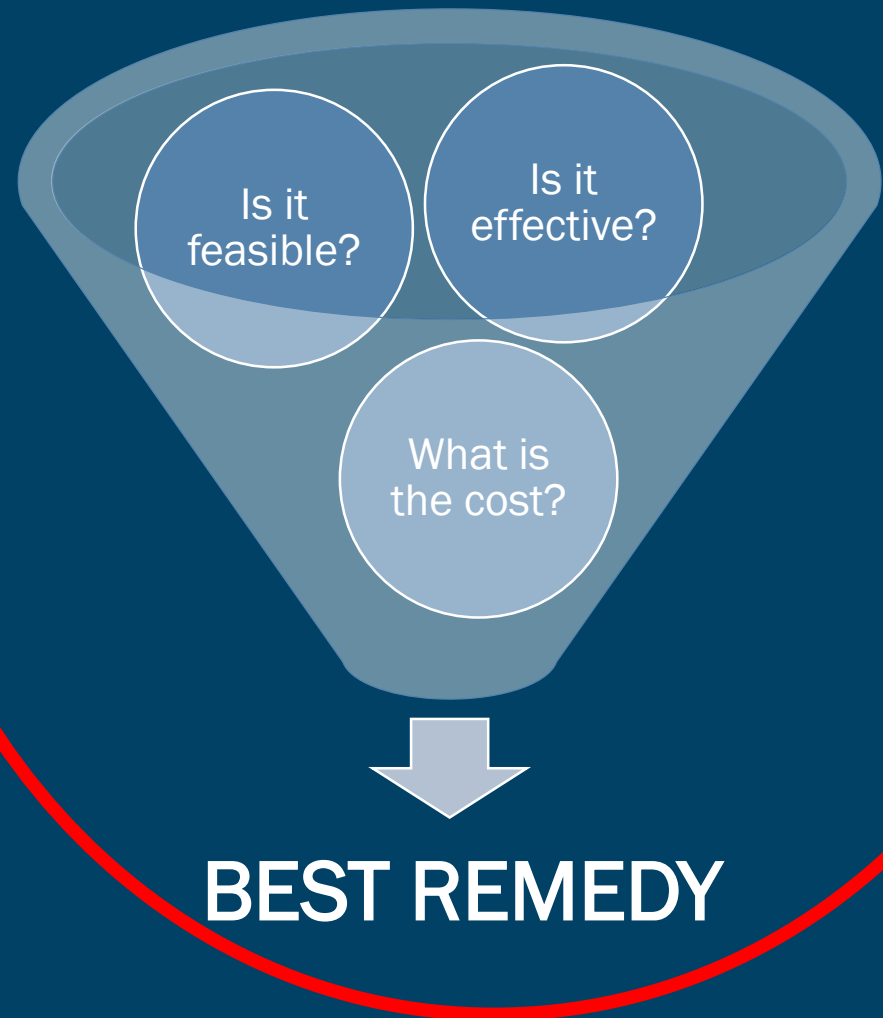 Is it
feasible?
Is it
effective?
What is
the cost?
BEST REMEDY